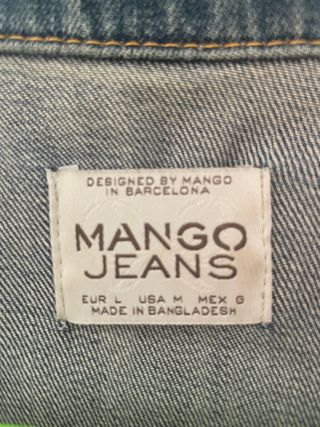 DESIGNED BY MANGO
IN BARCELONA
MANGO
JEANS
EUR L USA M MEX G
MADE IN BANGLADESH